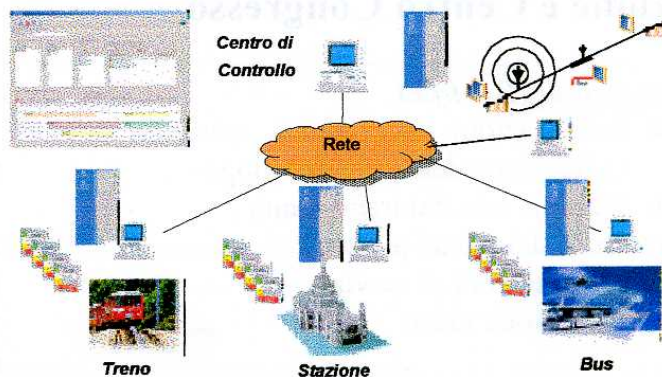 Centro di
Controllo
Rete
Treno
Stazione
Bus